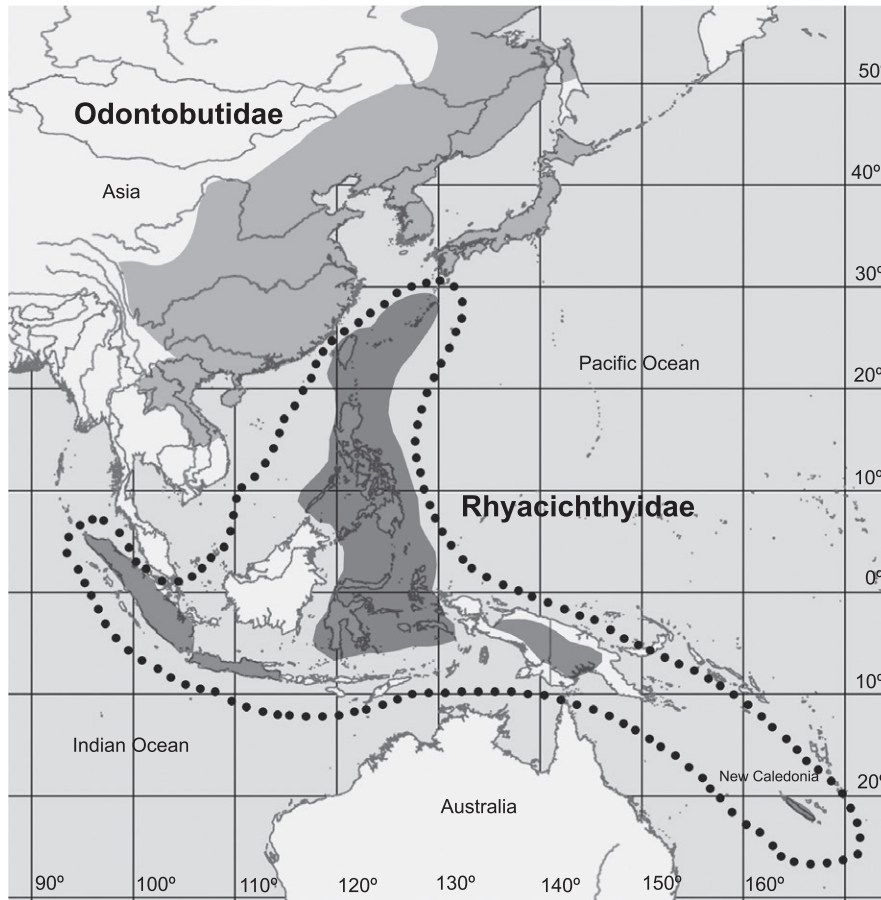 50º
Odontobutidae
Asia
40º
30º
Pacific Ocean
20º
10º
Rhyacichthyidae
0º
10º
Indian Ocean
New Caledonia
20º
Australia
90º 100º 110º 120º 130º 140º 150º 160º